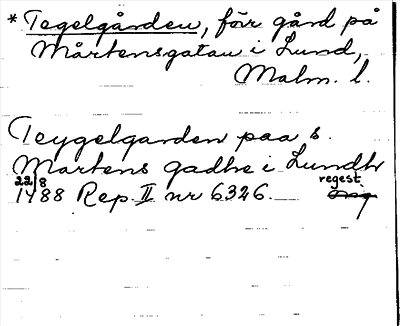 * Tegelgården, förr gård på
Mårtensgatan i Lund,
Malm. l.
Teygelgarden paa s.
Martens gadhe i Lundh
22/8 regest
1488 Rep. II nr 6326.